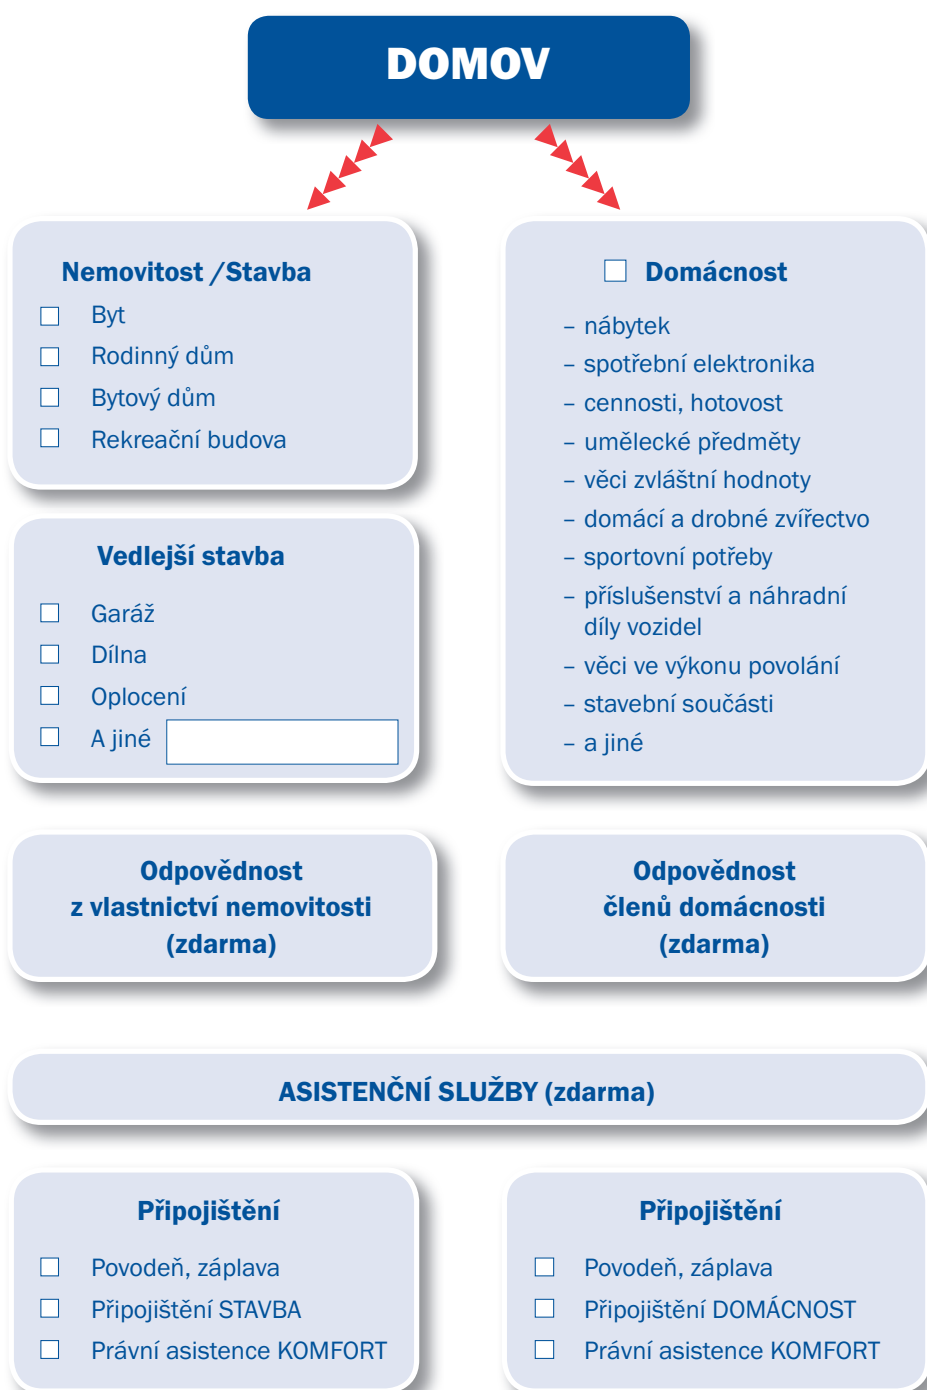 DOMOV
Nemovitost /Stavba
Byt
Rodinný dům
Bytový dům
Rekreační budova
Vedlejší stavba
Garáž
Dílna
Oplocení
A jiné
Domácnost
– nábytek
– spotřební elektronika
– cennosti, hotovost
– umělecké předměty
– věci zvláštní hodnoty
– domácí a drobné zvířectvo
– sportovní potřeby
– příslušenství a náhradní
díly vozidel
– věci ve výkonu povolání
– stavební součásti
– a jiné
Odpovědnost
z vlastnictví nemovitosti
(zdarma)
Odpovědnost
členů domácnosti
(zdarma)
ASISTENČNÍ SLUŽBY (zdarma)
Připojištění
Povodeň, záplava
Připojištění STAVBA
Právní asistence KOMFORT
Připojištění
Povodeň, záplava
Připojištění DOMÁCNOST
Právní asistence KOMFORT